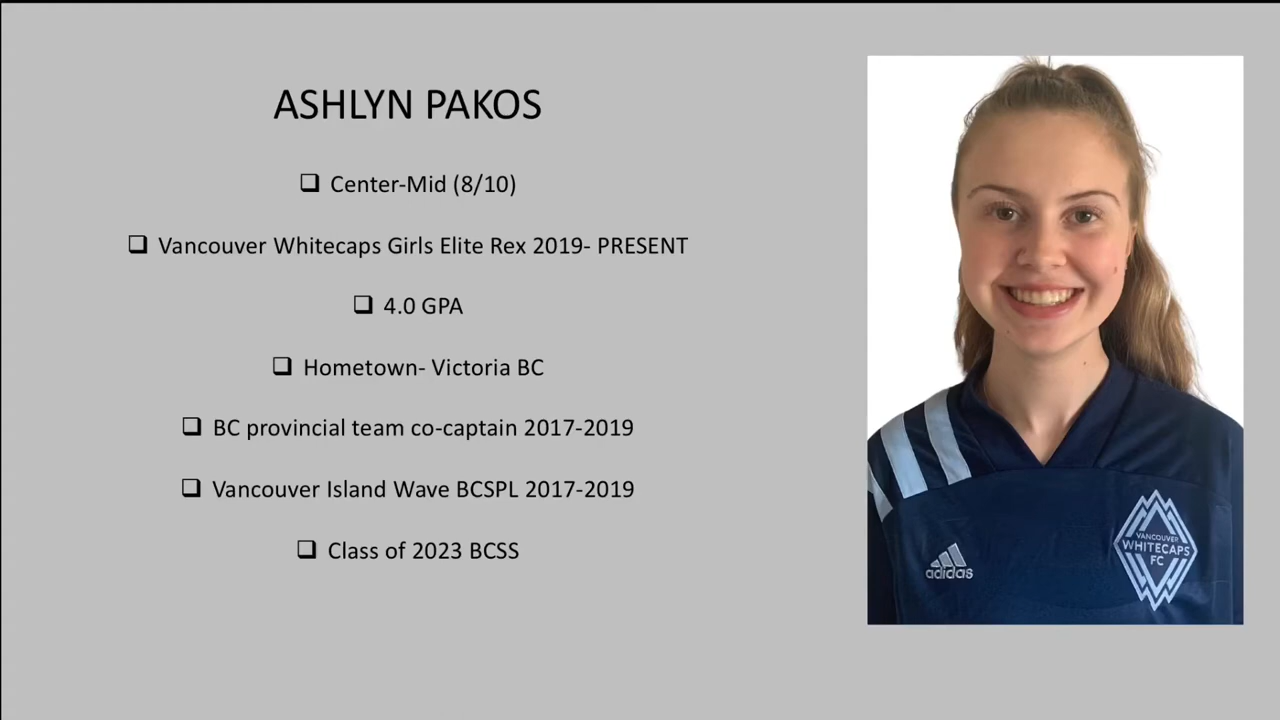 ASHLYN PAKOS
Center-Mid (8/10)
Vancouver Whitecaps Girls Elite Rex 2019- PRESENT
4.0 GPA
Hometown- Victoria BC
BC provincial team co-captain 2017-2019
Vancouver Island Wave BCSPL 2017-2019
Class of 2023 BCSS
adidas
VANCOUVER
WHITECAPS
FC